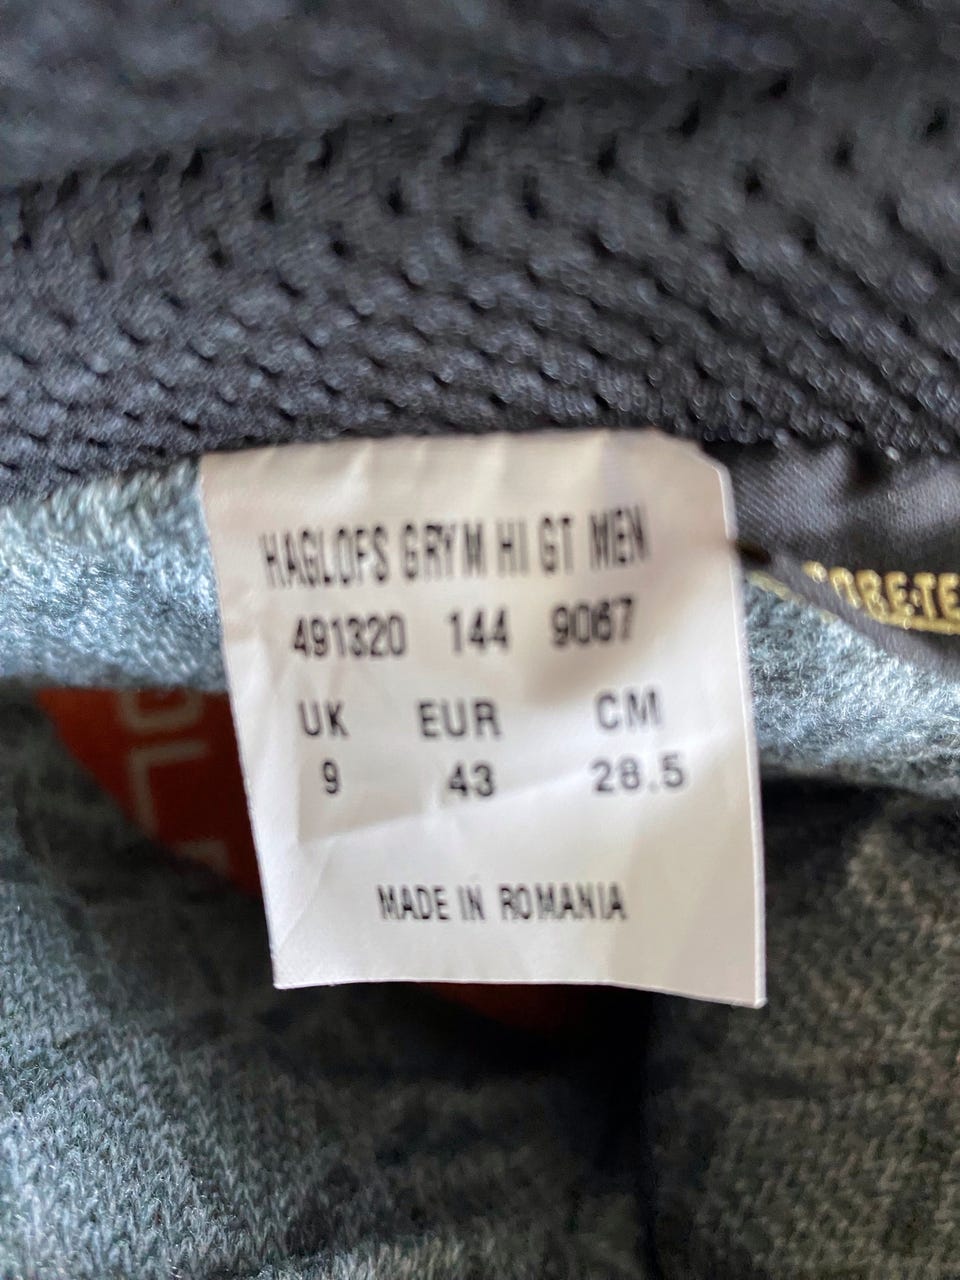 HAGLOFS GRYM HI GT MEN
491320 144 9067
UK EUR CM
9 43 28.5
MADE IN ROMANIA